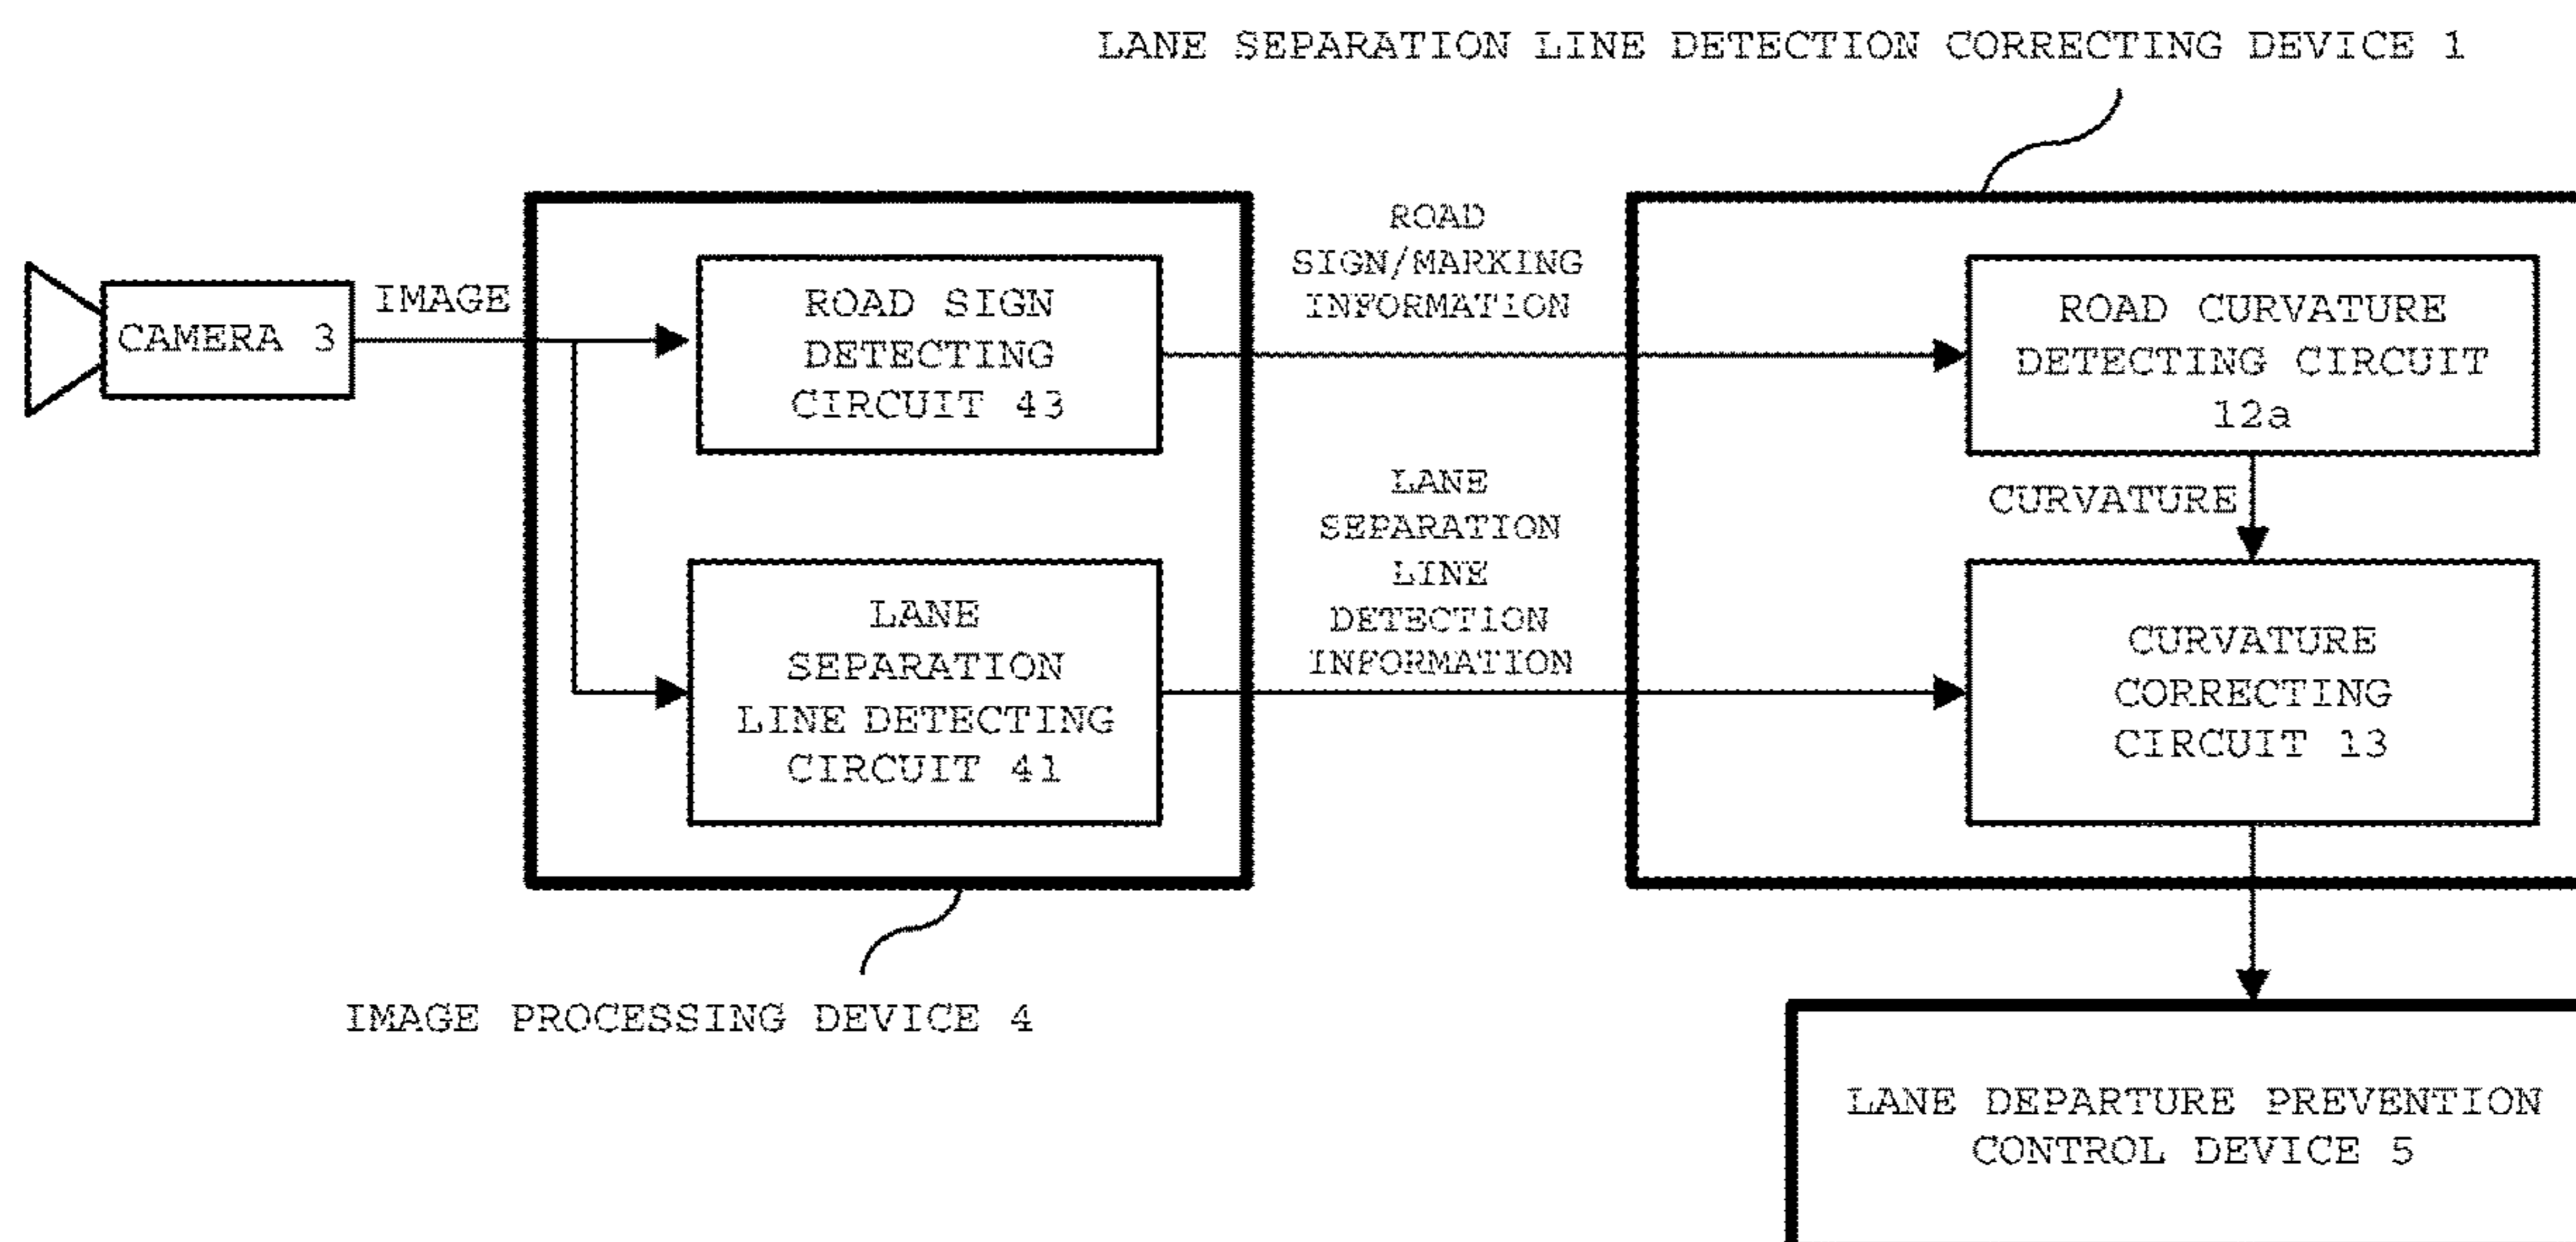 LANE SEPARATION LINE DETECTION CORRECTING DEVICE 1
CAMERA 3
IMAGE
ROAD SIGN
DETECTING
CIRCUIT 43
ROAD
SIGN/MARKING
INFORMATION
ROAD CURVATURE
DETECTING CIRCUIT
12a
CURVATURE
LANE
SEPARATION
LINE DETECTING
CIRCUIT 41
LANE
SEPARATION
LINE
DETECTION
INFORMATION
CURVATURE
CORRECTING
CIRCUIT 13
IMAGE PROCESSING DEVICE 4
LANE DEPARTURE PREVENTION
CONTROL DEVICE 5